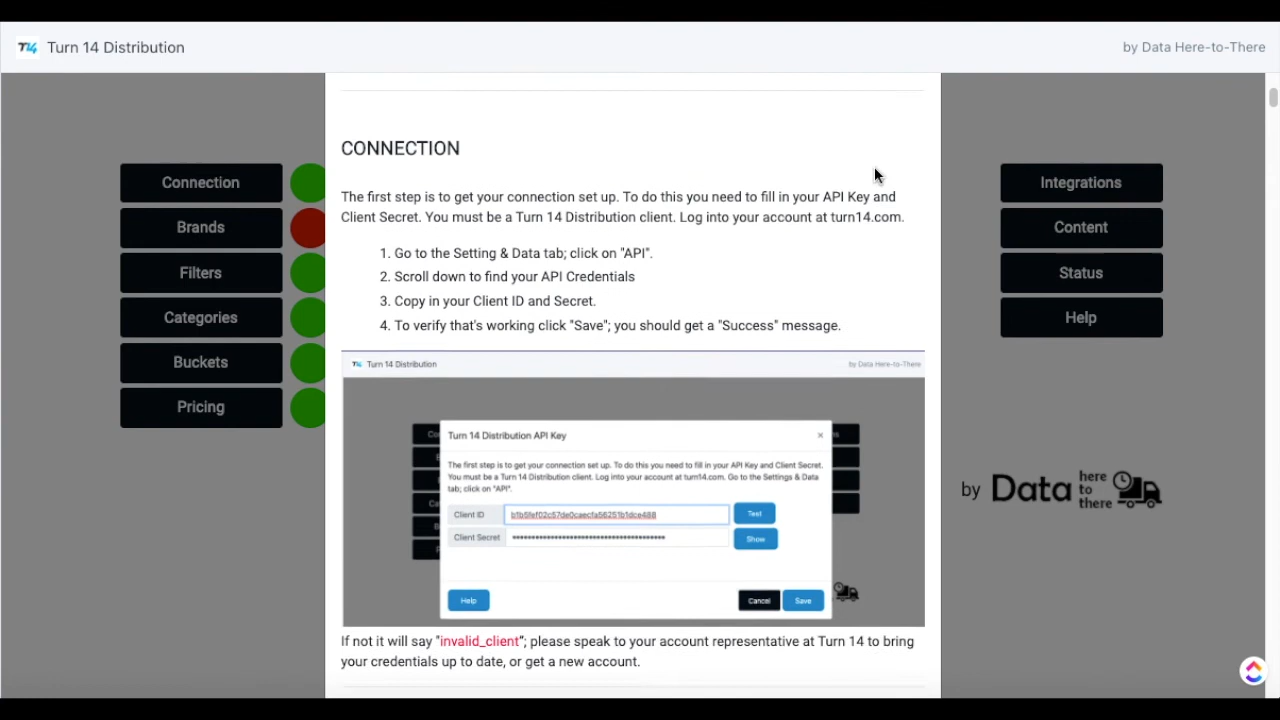 T14 Turn 14 Distribution
by Data Here-to-There
CONNECTION
The first step is to get your connection set up. To do this you need to fill in your API Key and
Client Secret. You must be a Turn 14 Distribution client. Log into your account at turn14.com.
1. Go to the Setting & Data tab; click on "API".
2. Scroll down to find your API Credentials
3. Copy in your Client ID and Secret.
4. To verify that's working click "Save"; you should get a "Success" message.
T14 Turn 14 Distribution
by Data Here-to-There
Turn 14 Distribution API Key
×
The first step is to get your connection set up. To do this you need to fill in your API Key and Client Secret.
You must be a Turn 14 Distribution client. Log into your account at turn14.com. Go to the Settings & Data
tab; click on "API".
Client ID
Test
Client Secret
Show
Help
Cancel
Save
If not it will say "invalid_client"; please speak to your account representative at Turn 14 to bring
your credentials up to date, or get a new account.
Connection
Brands
Filters
Categories
Buckets
Pricing
Integrations
Content
Status
Help
by Data here to there